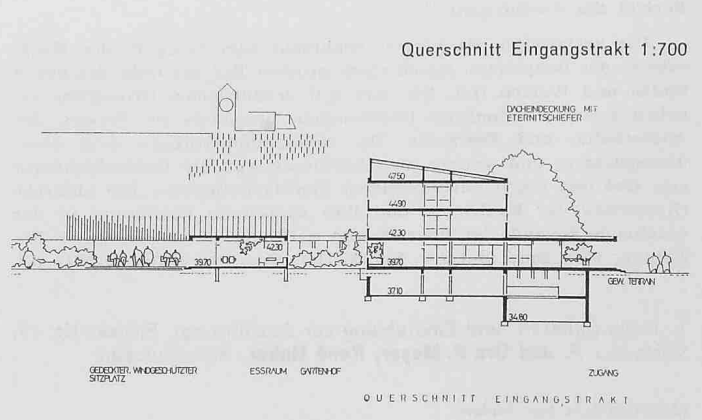 Querschnitt Eingangstrakt 1:700
DACHEINDECKUNG MIT
ETERNITSCHIEFER
4750
4490
4230
4230
3970
3970
GEW. TERRAIN
3710
3480
GEDECKTER, WINDGESCHÜTZTER
SITZPLATZ
ESSRAUM
GARTENHOF
ZUGANG
QUERSCHNITT EINGANGSTRAKT